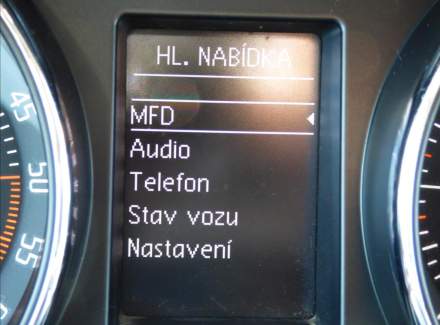 HL. NABÍDKA
MFD
Audio
Telefon
Stav vozu
Nastavení
45
50
55